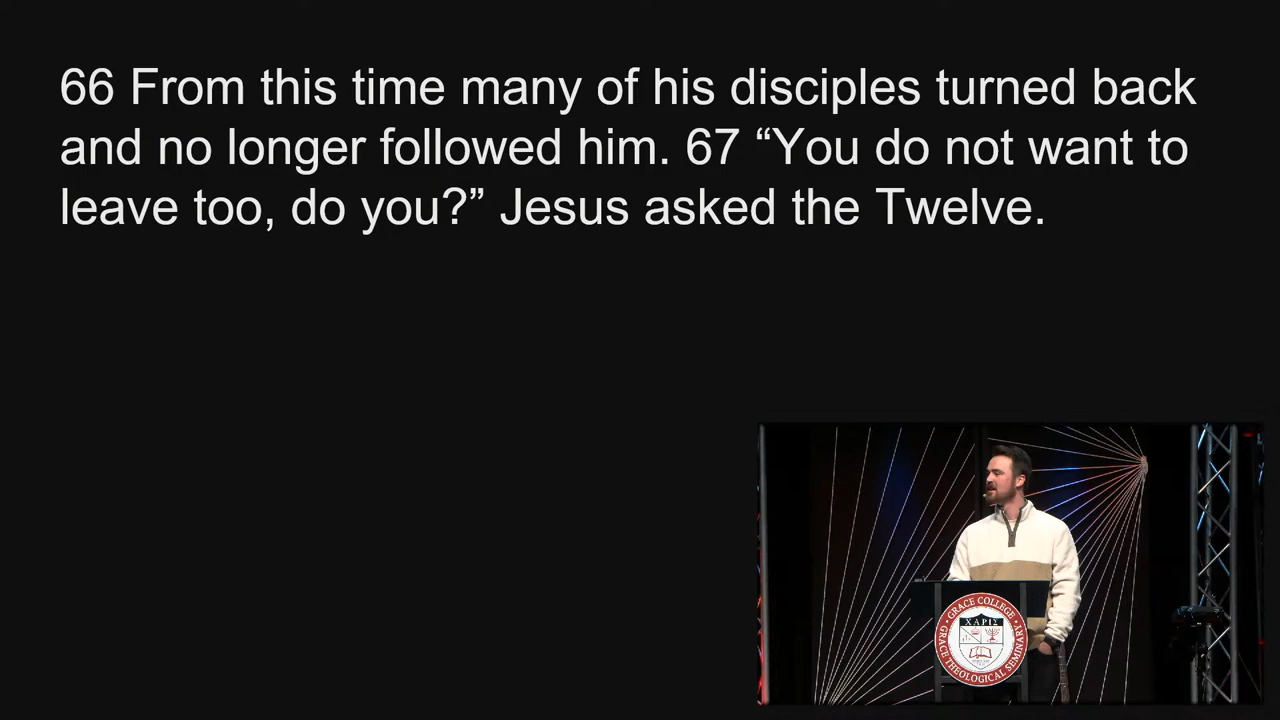 66 From this time many of his disciples turned back
and no longer followed him. 67 “You do not want to
leave too, do you?” Jesus asked the Twelve.
GRACE COLLEGE
ΧΑΡΙΣ
GRACE THEOLOGICAL SEMINARY